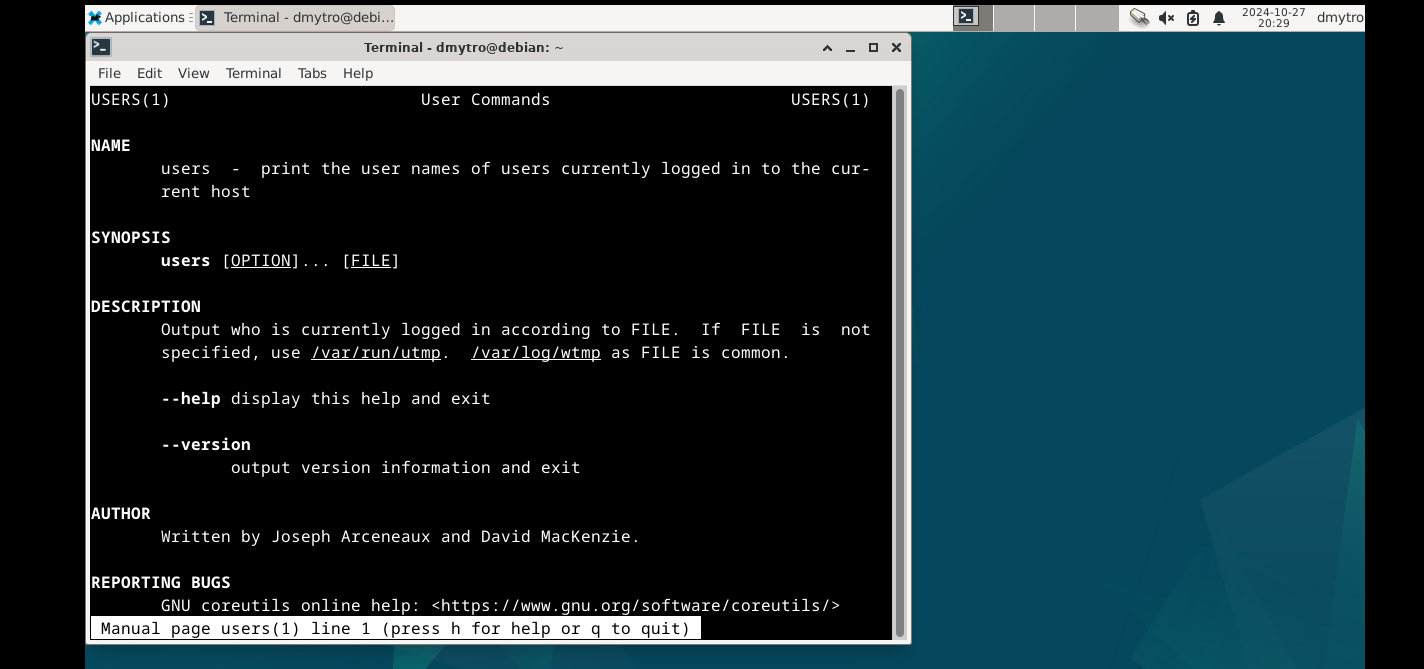 Applications
Terminal - dmytro@debi...
2024-10-27
20:29
dmytro
Terminal - dmytro@debian: ~
File Edit View Terminal Tabs Help
USERS(1) User Commands USERS(1)
NAME
users - print the user names of users currently logged in to the cur-
rent host
SYNOPSIS
users [OPTION]... [FILE]
DESCRIPTION
Output who is currently logged in according to FILE. If FILE is not
specified, use /var/run/utmp. /var/log/wtmp as FILE is common.
--help display this help and exit
--version
output version information and exit
AUTHOR
Written by Joseph Arceneaux and David MacKenzie.
REPORTING BUGS
GNU coreutils online help: <https://www.gnu.org/software/coreutils/>
Manual page users(1) line 1 (press h for help or q to quit)